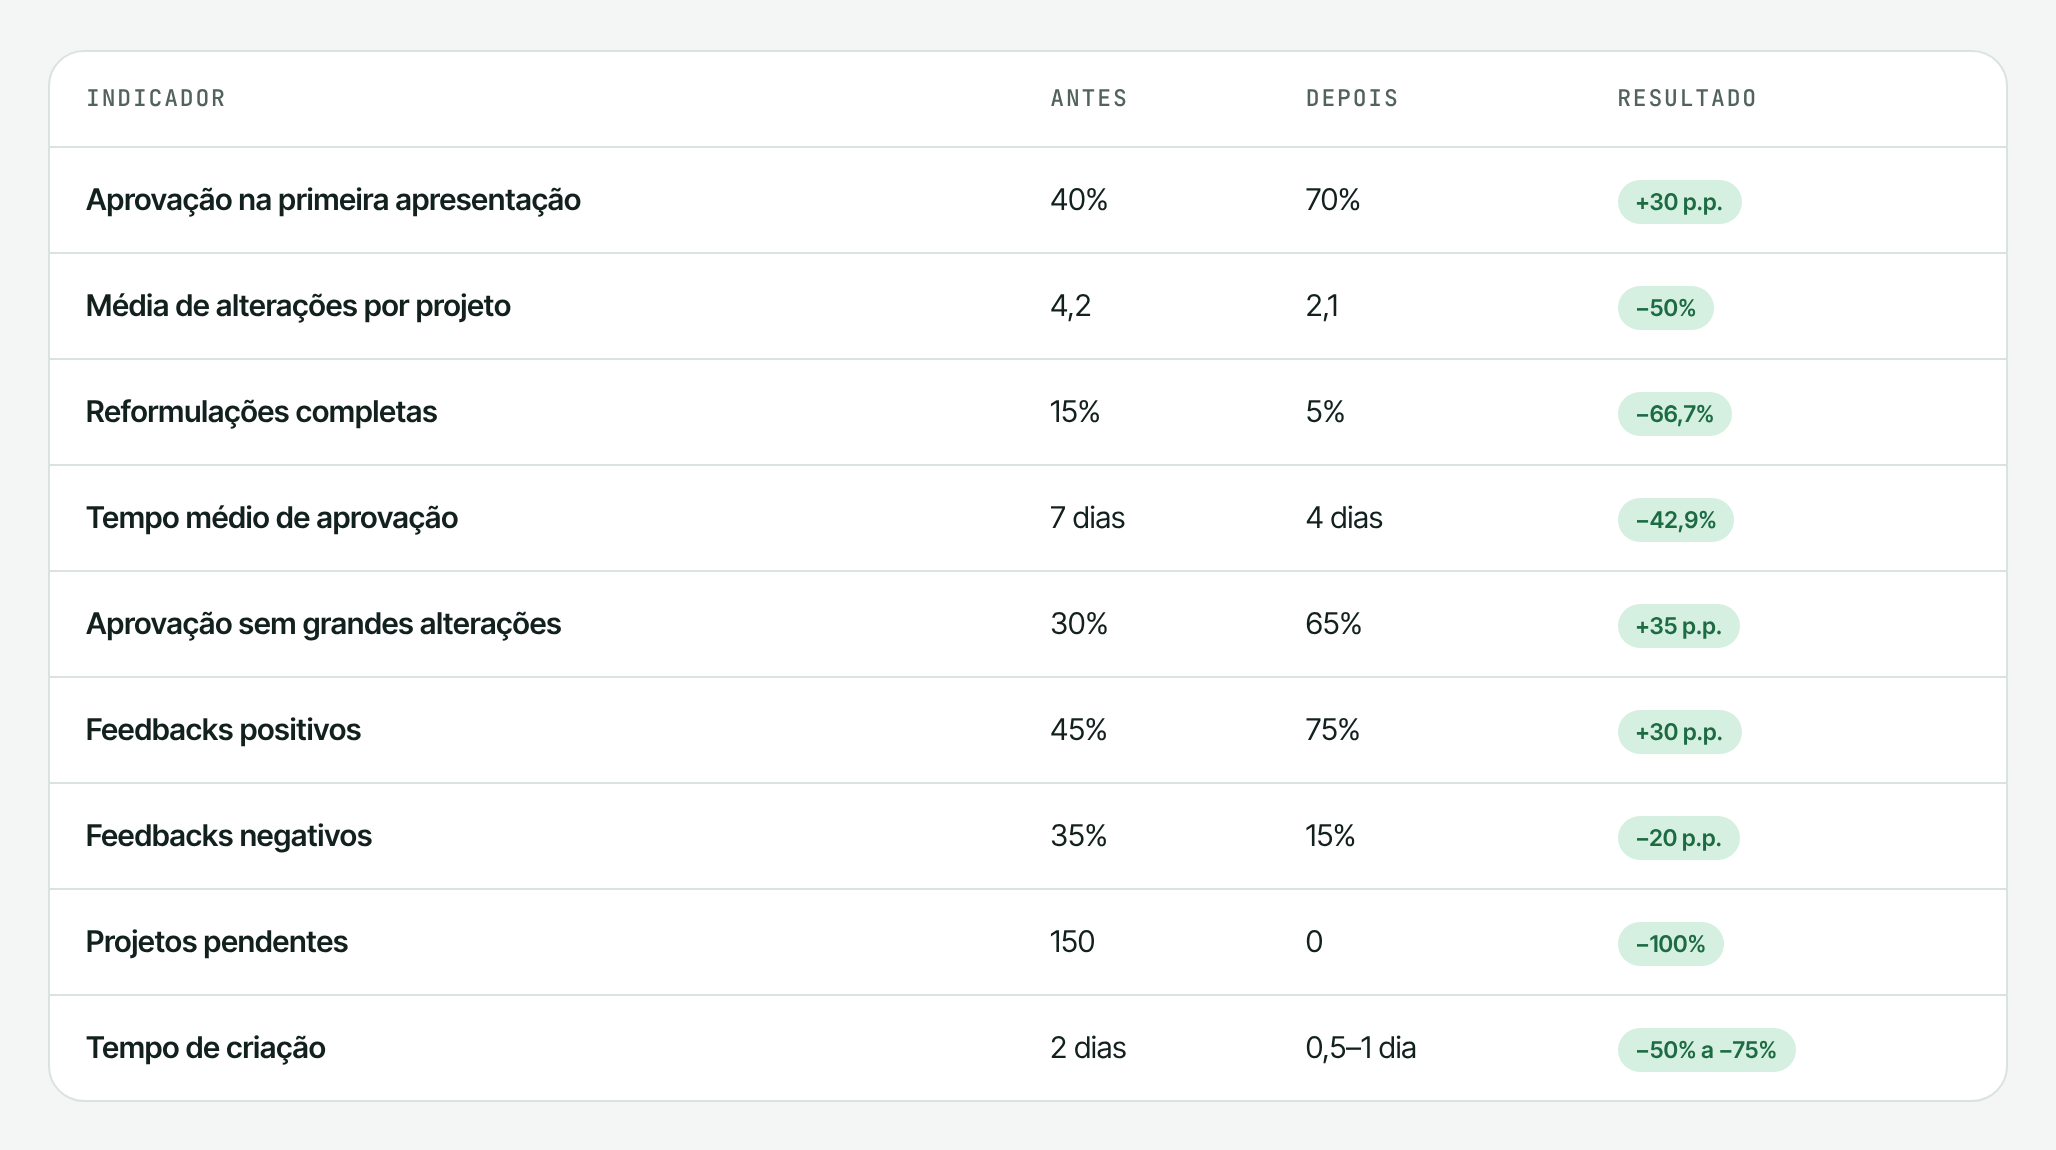 INDICADOR ANTES DEPOIS RESULTADO
Aprovação na primeira apresentação 40% 70% +30 p.p.
Média de alterações por projeto 4,2 2,1 −50%
Reformulações completas 15% 5% −66,7%
Tempo médio de aprovação 7 dias 4 dias −42,9%
Aprovação sem grandes alterações 30% 65% +35 p.p.
Feedbacks positivos 45% 75% +30 p.p.
Feedbacks negativos 35% 15% −20 p.p.
Projetos pendentes 150 0 −100%
Tempo de criação 2 dias 0,5–1 dia −50% a −75%